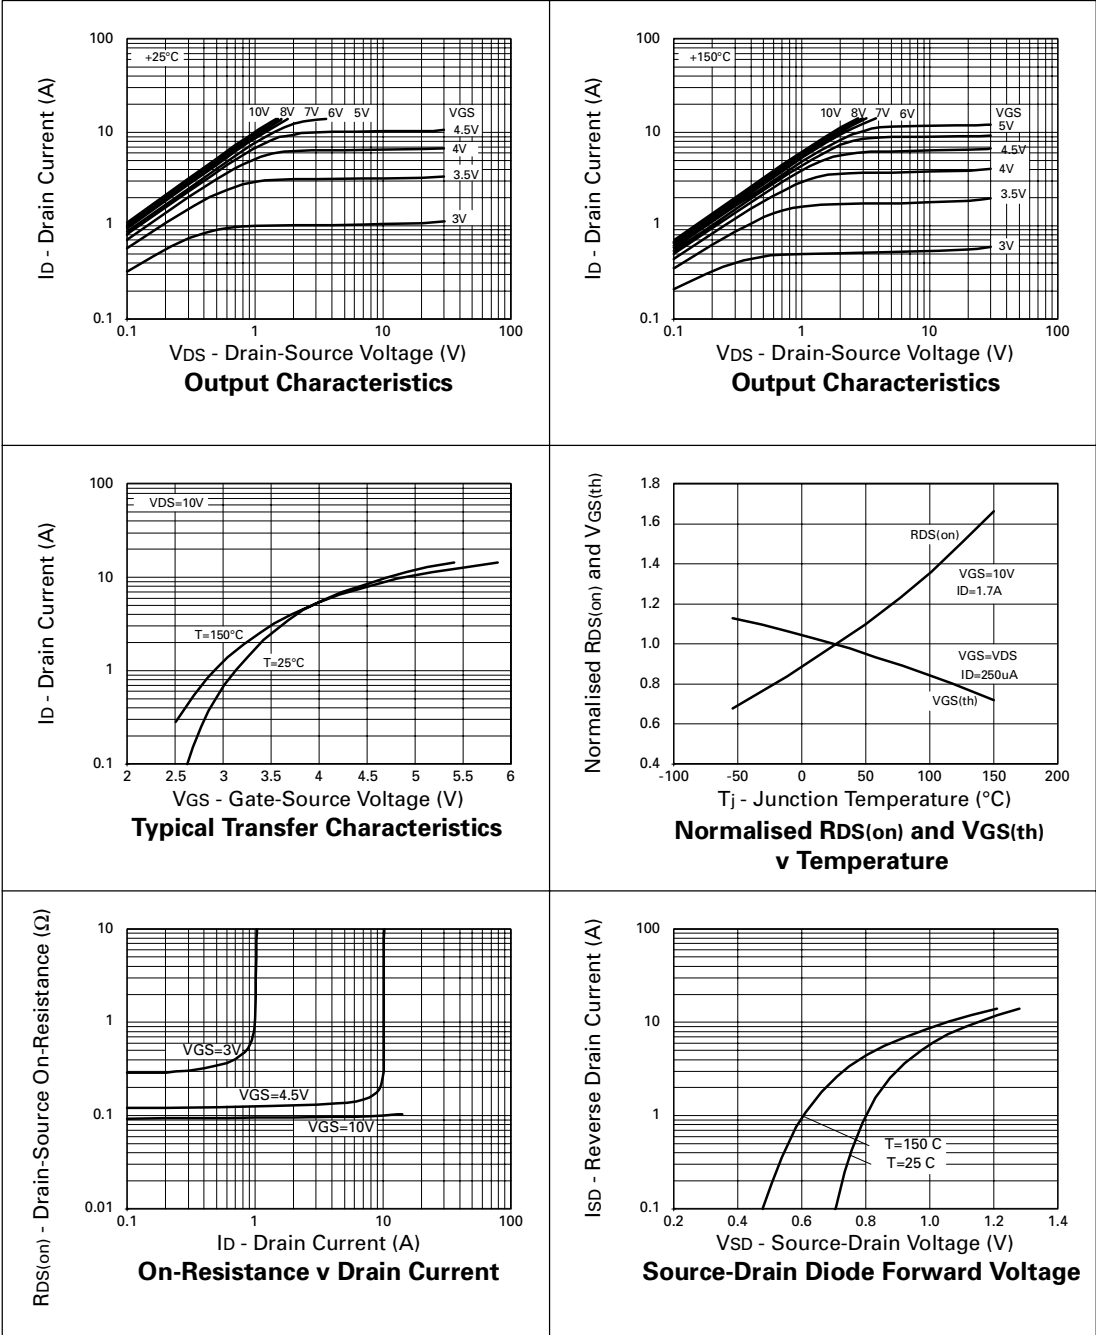 100
10
1
0.1
+25°C
10V 8V 7V 6V 5V VGS
4.5V
4V
3.5V
3V
0.1 1 10 100
ID - Drain Current (A)
VDS - Drain-Source Voltage (V)
Output Characteristics
100
10
1
0.1
+150°C
10V 8V 7V 6V VGS
5V
4.5V
4V
3.5V
3V
0.1 1 10 100
ID - Drain Current (A)
VDS - Drain-Source Voltage (V)
Output Characteristics
100
10
1
0.1
VDS=10V
T=150°C
T=25°C
2 2.5 3 3.5 4 4.5 5 5.5 6
ID - Drain Current (A)
VGS - Gate-Source Voltage (V)
Typical Transfer Characteristics
1.8
1.6
1.4
1.2
1.0
0.8
0.6
0.4
RDS(on)
VGS=10V
ID=1.7A
VGS=VDS
ID=250uA
VGS(th)
-100 -50 0 50 100 150 200
Normalised RDS(on) and VGS(th)
Tj - Junction Temperature (°C)
Normalised RDS(on) and VGS(th)
v Temperature
10
1
0.1
0.01
VGS=3V
VGS=4.5V
VGS=10V
0.1 1 10 100
RDS(on) - Drain-Source On-Resistance (Ω)
ID - Drain Current (A)
On-Resistance v Drain Current
100
10
1
0.1
T=150 C
T=25 C
0.2 0.4 0.6 0.8 1.0 1.2 1.4
ISD - Reverse Drain Current (A)
VSD - Source-Drain Voltage (V)
Source-Drain Diode Forward Voltage